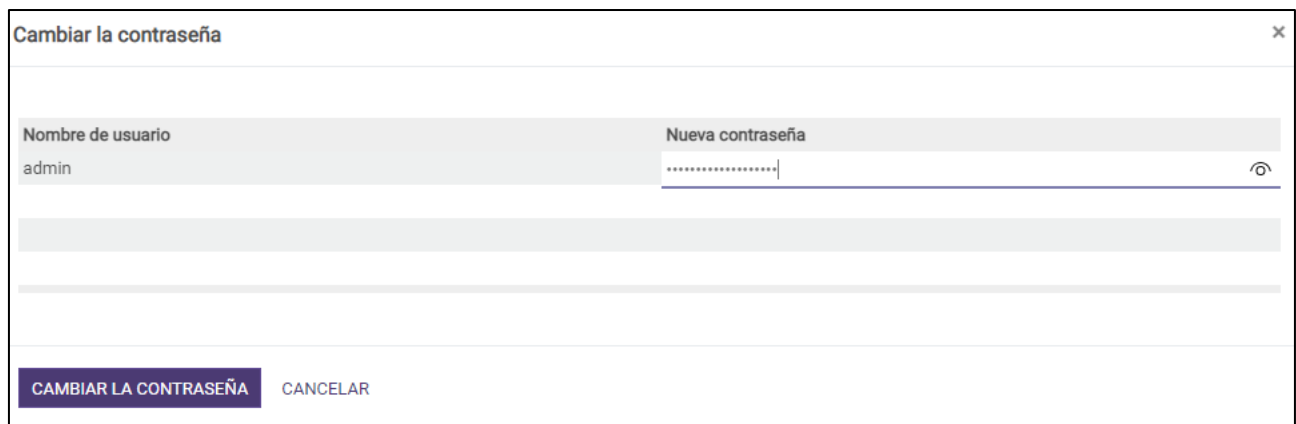 Cambiar la contraseña ×
Nombre de usuario Nueva contraseña
admin •••••••••••••••••••
CAMBIAR LA CONTRASEÑA CANCELAR